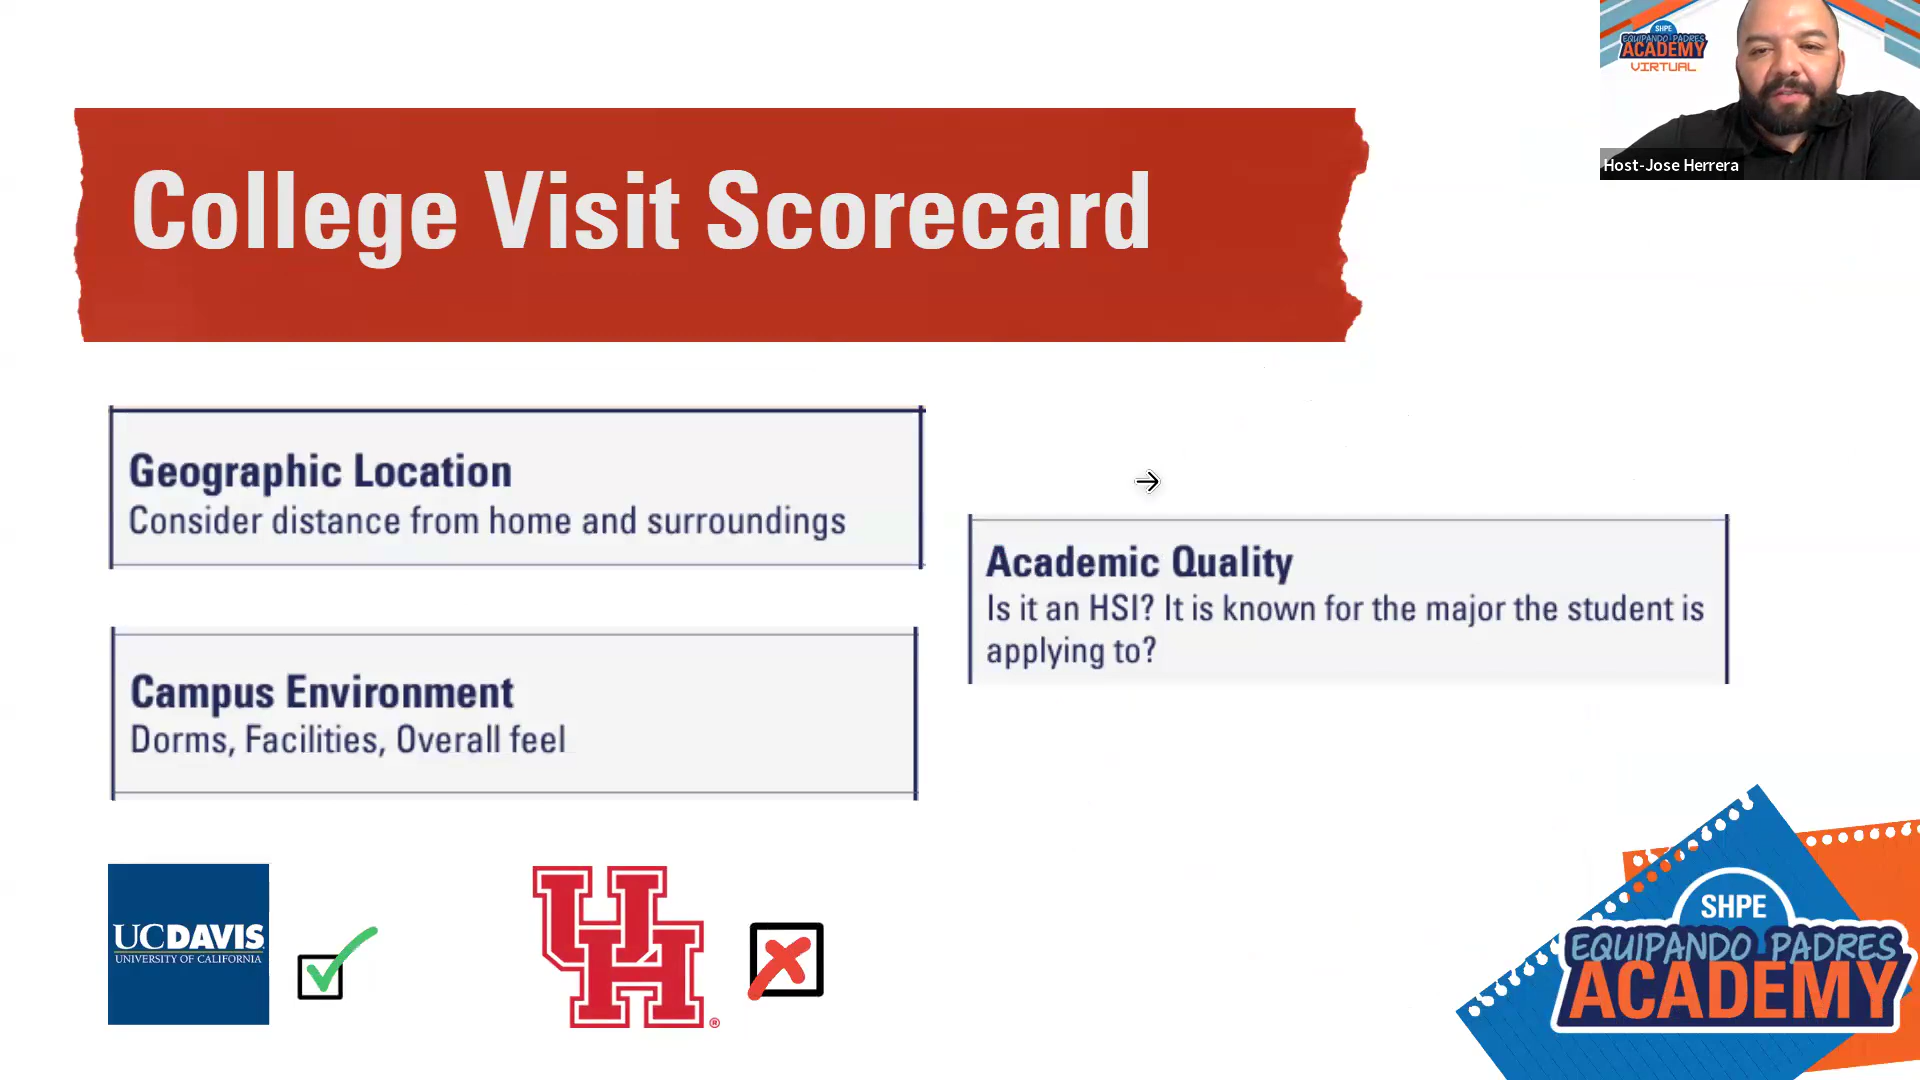 SHPE
EQUIPANDO PADRES
ACADEMY
VIRTUAL
Host-Jose Herrera
College Visit Scorecard
Geographic Location
Consider distance from home and surroundings
Academic Quality
Is it an HSI? It is known for the major the student is
applying to?
Campus Environment
Dorms, Facilities, Overall feel
UCDAVIS
UNIVERSITY OF CALIFORNIA
UH
®
SHPE
EQUIPANDO PADRES
ACADEMY